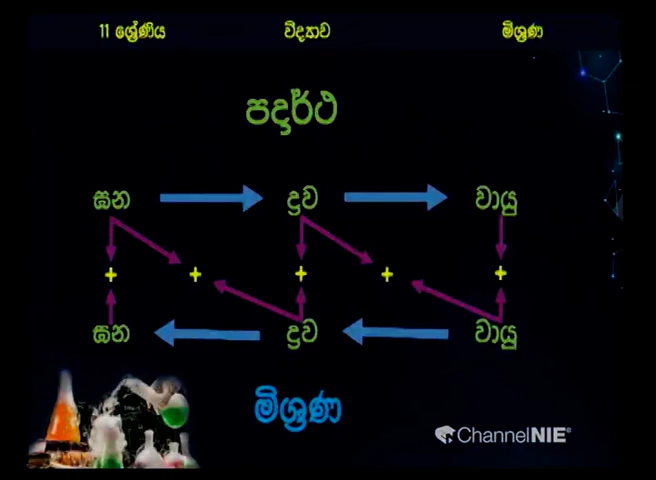 11 ශ්‍රේණිය විද්‍යාව මිශ්‍රණ
පදාර්ථ
ඝන ද්‍රව වායු
+ + + + +
ඝන ද්‍රව වායු
මිශ්‍රණ
ChannelNIE